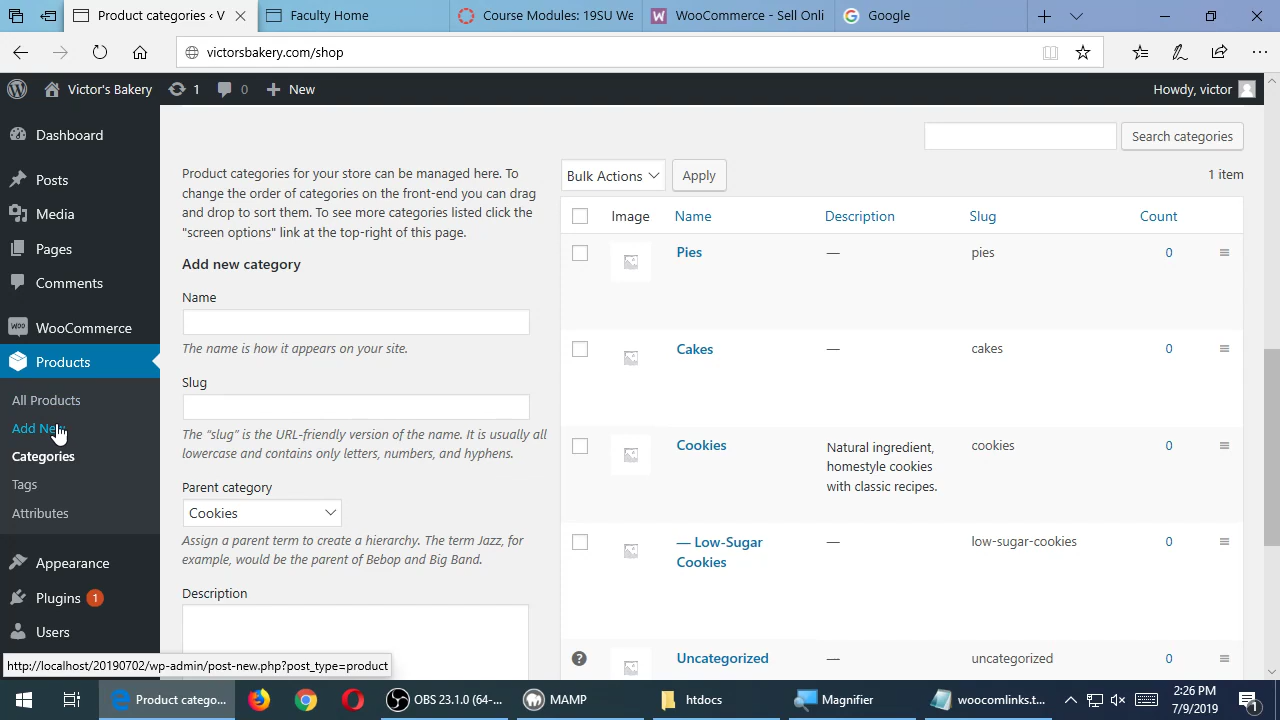 Product categories ‹ V
Faculty Home
Course Modules: 19SU We
WooCommerce - Sell Onli
Google
victorsbakery.com/shop
Victor's Bakery
1
0
New
Howdy, victor
Dashboard
Posts
Media
Pages
Comments
WooCommerce
Products
All Products
Add New
Categories
Tags
Attributes
Appearance
Plugins 1
Users
Search categories
Product categories for your store can be managed here. To
change the order of categories on the front-end you can drag
and drop to sort them. To see more categories listed click the
"screen options" link at the top-right of this page.
Add new category
Name
The name is how it appears on your site.
Slug
The "slug" is the URL-friendly version of the name. It is usually all
lowercase and contains only letters, numbers, and hyphens.
Parent category
Cookies
Assign a parent term to create a hierarchy. The term Jazz, for
example, would be the parent of Bebop and Big Band.
Description
Bulk Actions
Apply
1 item
Image Name Description Slug Count
Pies — pies 0
Cakes — cakes 0
Cookies Natural ingredient, cookies 0
homestyle cookies
with classic recipes.
— Low-Sugar — low-sugar-cookies 0
Cookies
Uncategorized — uncategorized 0
http://localhost/20190702/wp-admin/post-new.php?post_type=product
Product catego...
OBS 23.1.0 (64-...
MAMP
htdocs
Magnifier
woocomlinks.t...
2:26 PM
7/9/2019
1